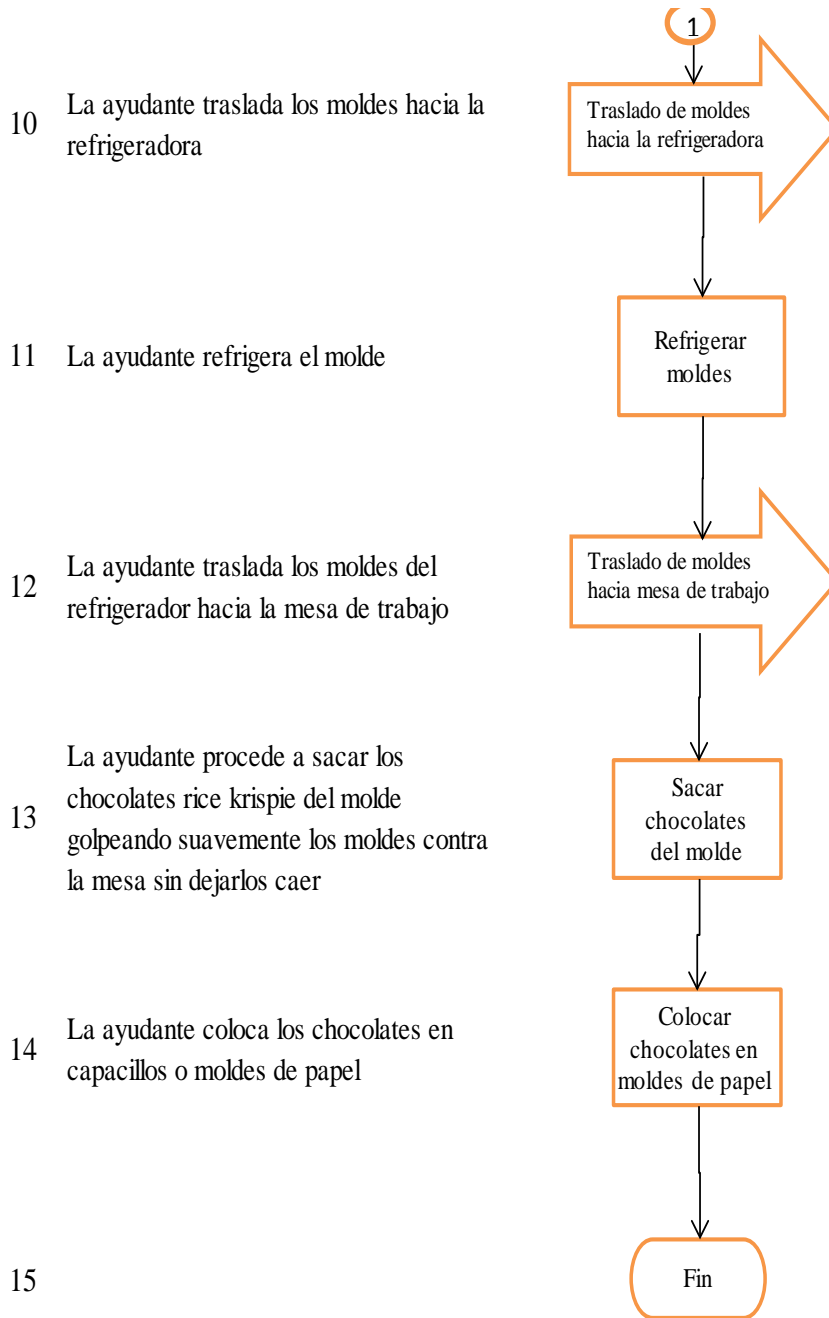 1
10
La ayudante traslada los moldes hacia la
refrigeradora
Traslado de moldes
hacia la refrigeradora
11
La ayudante refrigera el molde
Refrigerar
moldes
12
La ayudante traslada los moldes del
refrigerador hacia la mesa de trabajo
Traslado de moldes
hacia mesa de trabajo
13
La ayudante procede a sacar los
chocolates rice krispie del molde
golpeando suavemente los moldes contra
la mesa sin dejarlos caer
Sacar
chocolates
del molde
14
La ayudante coloca los chocolates en
capacillos o moldes de papel
Colocar
chocolates en
moldes de papel
15
Fin